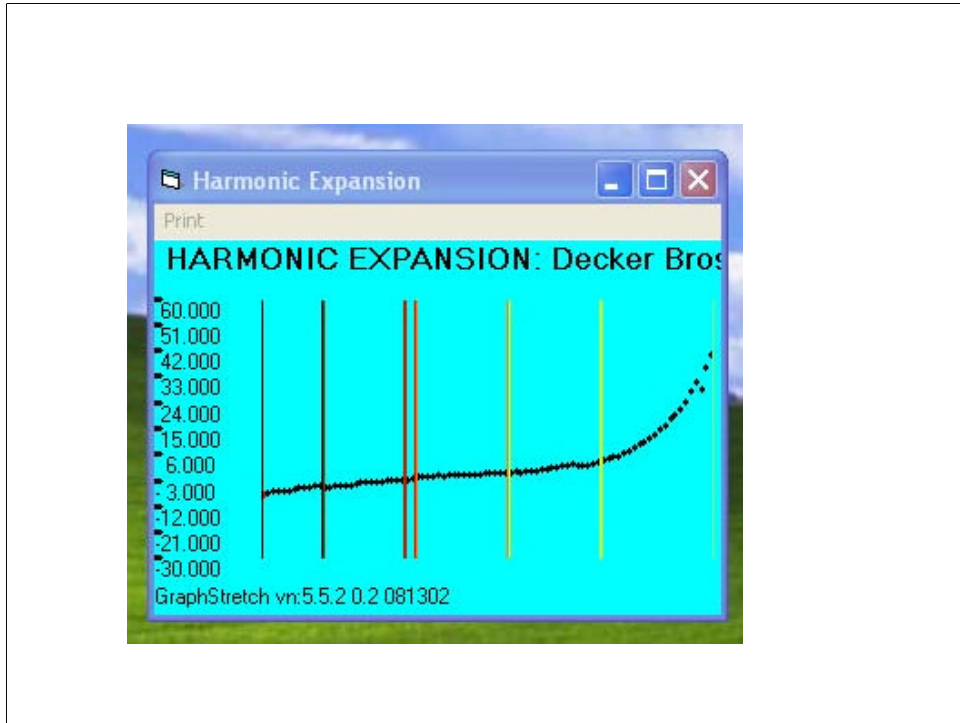 Harmonic Expansion
Print
HARMONIC EXPANSION: Decker Bros
60.000
51.000
42.000
33.000
24.000
15.000
6.000
- 3.000
-12.000
-21.000
-30.000
GraphStretch vn:5.5.2 0.2 081302